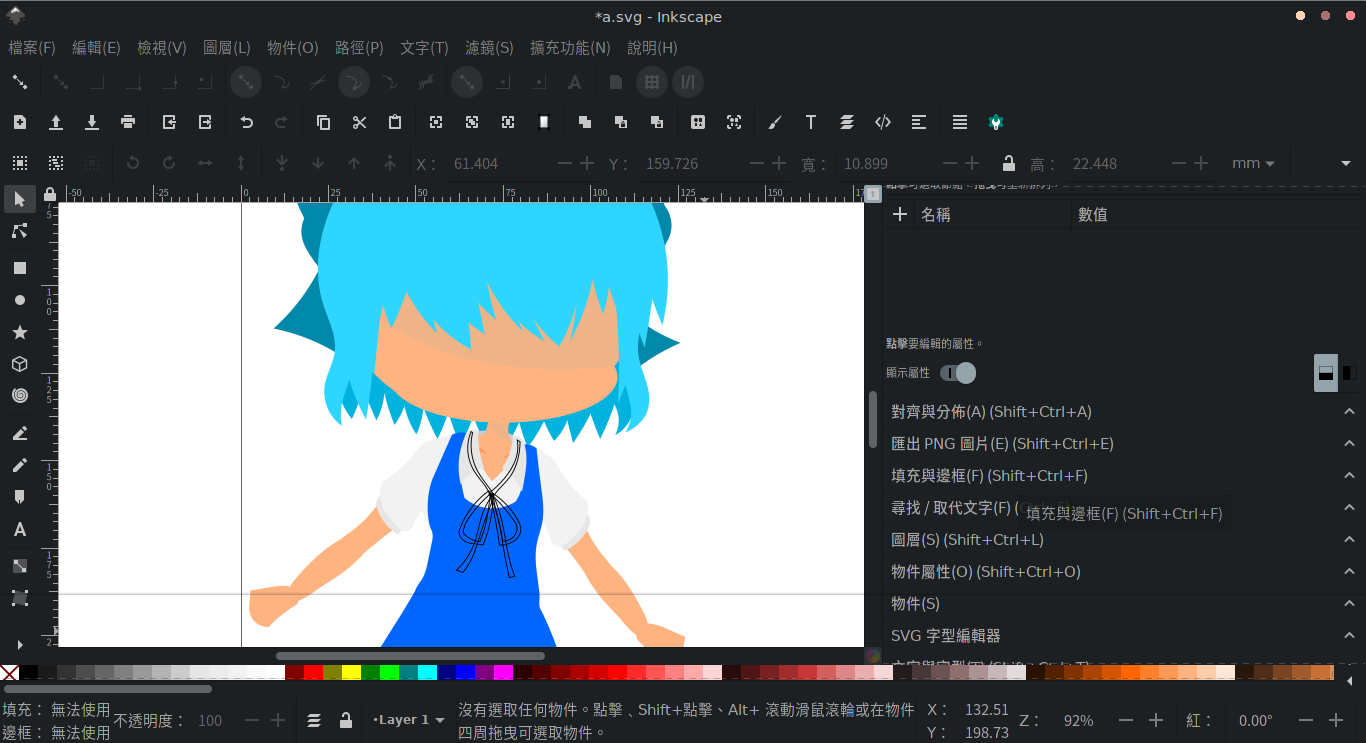 *a.svg - Inkscape
檔案(F) 編輯(E) 檢視(V) 圖層(L) 物件(O) 路徑(P) 文字(T) 濾鏡(S) 擴充功能(N) 說明(H)
X： 61.404 Y： 159.726 寬： 10.899 高： 22.448 mm
-50 -25 0 25 50 75 100 125 150
1
名稱 數值
100
125
150
175
點擊要編輯的屬性。
顯示屬性
對齊與分佈(A) (Shift+Ctrl+A)
匯出 PNG 圖片(E) (Shift+Ctrl+E)
填充與邊框(F) (Shift+Ctrl+F)
尋找 / 取代文字(F) (
填充與邊框(F) (Shift+Ctrl+F)
圖層(S) (Shift+Ctrl+L)
物件屬性(O) (Shift+Ctrl+O)
物件(S)
SVG 字型編輯器
填充： 無法使用
邊框： 無法使用
不透明度： 100
•Layer 1
沒有選取任何物件。點擊﹑Shift+點擊、Alt+ 滾動滑鼠滾輪或在物件
四周拖曳可選取物件。
X： 132.51
Y： 198.73
Z： 92%
紅： 0.00°